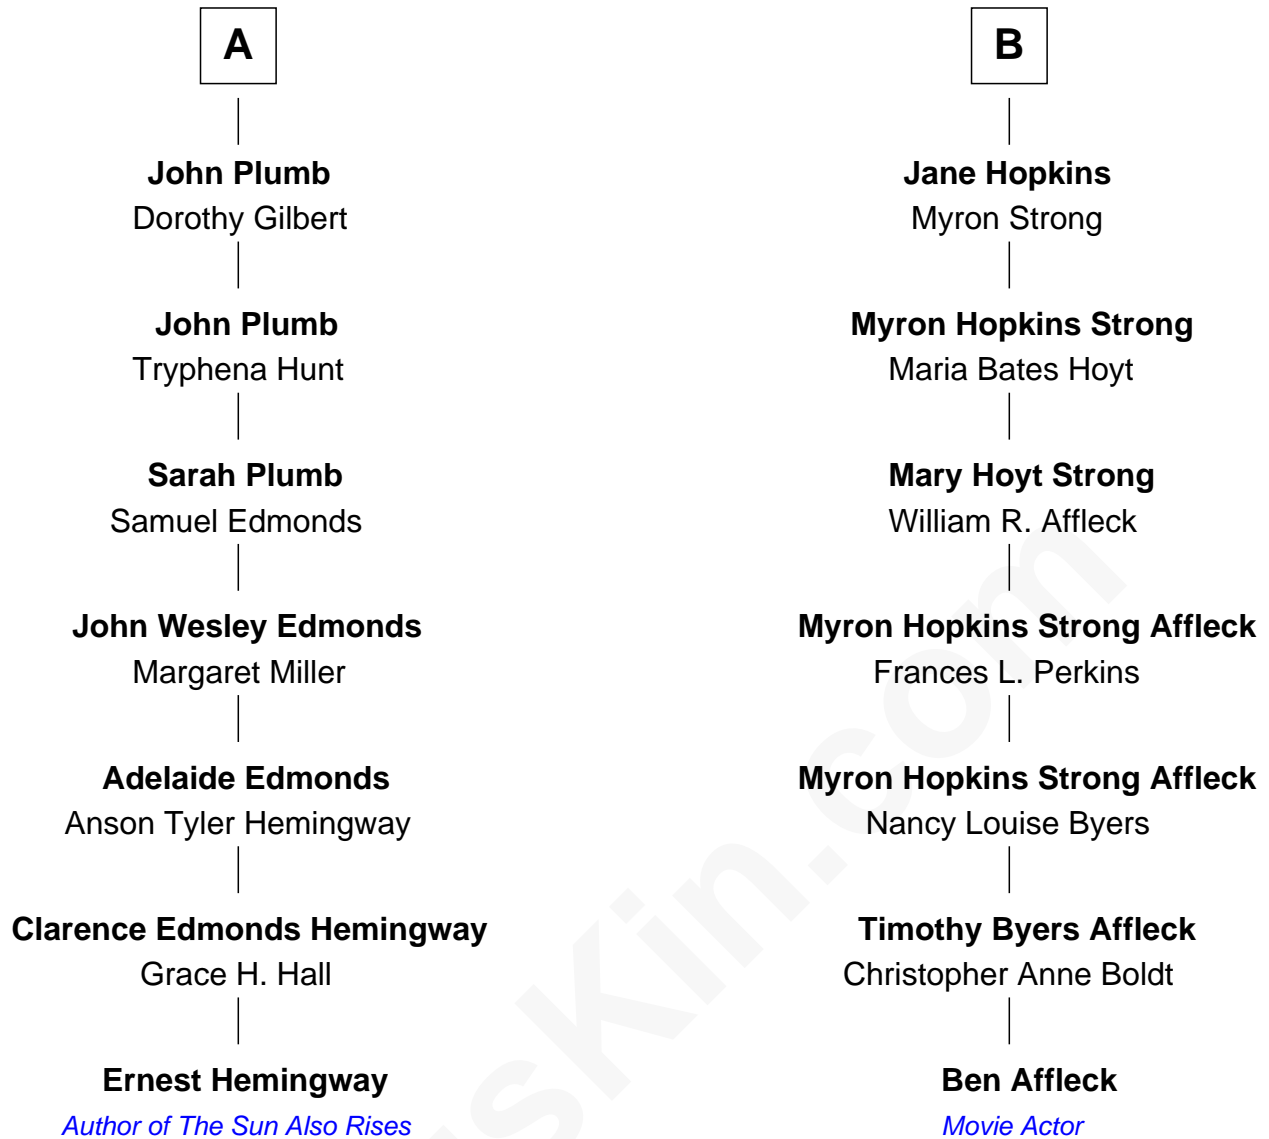 A
B
John Plumb
Dorothy Gilbert
Jane Hopkins
Myron Strong
John Plumb
Tryphena Hunt
Myron Hopkins Strong
Maria Bates Hoyt
Sarah Plumb
Samuel Edmonds
Mary Hoyt Strong
William R. Affleck
John Wesley Edmonds
Margaret Miller
Myron Hopkins Strong Affleck
Frances L. Perkins
Adelaide Edmonds
Anson Tyler Hemingway
Myron Hopkins Strong Affleck
Nancy Louise Byers
Clarence Edmonds Hemingway
Grace H. Hall
Timothy Byers Affleck
Christopher Anne Boldt
Ernest Hemingway
Author of The Sun Also Rises
Ben Affleck
Movie Actor
sKin.com